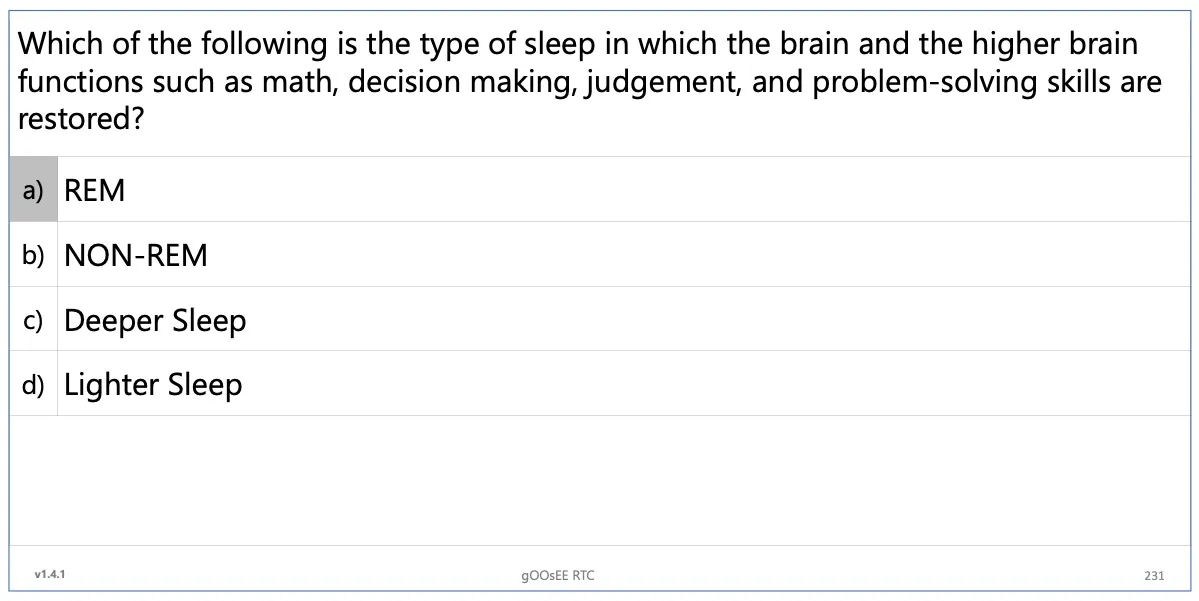 Which of the following is the type of sleep in which the brain and the higher brain
functions such as math, decision making, judgement, and problem-solving skills are
restored?
a) REM
b) NON-REM
c) Deeper Sleep
d) Lighter Sleep
v1.4.1 gOOsEE RTC 231